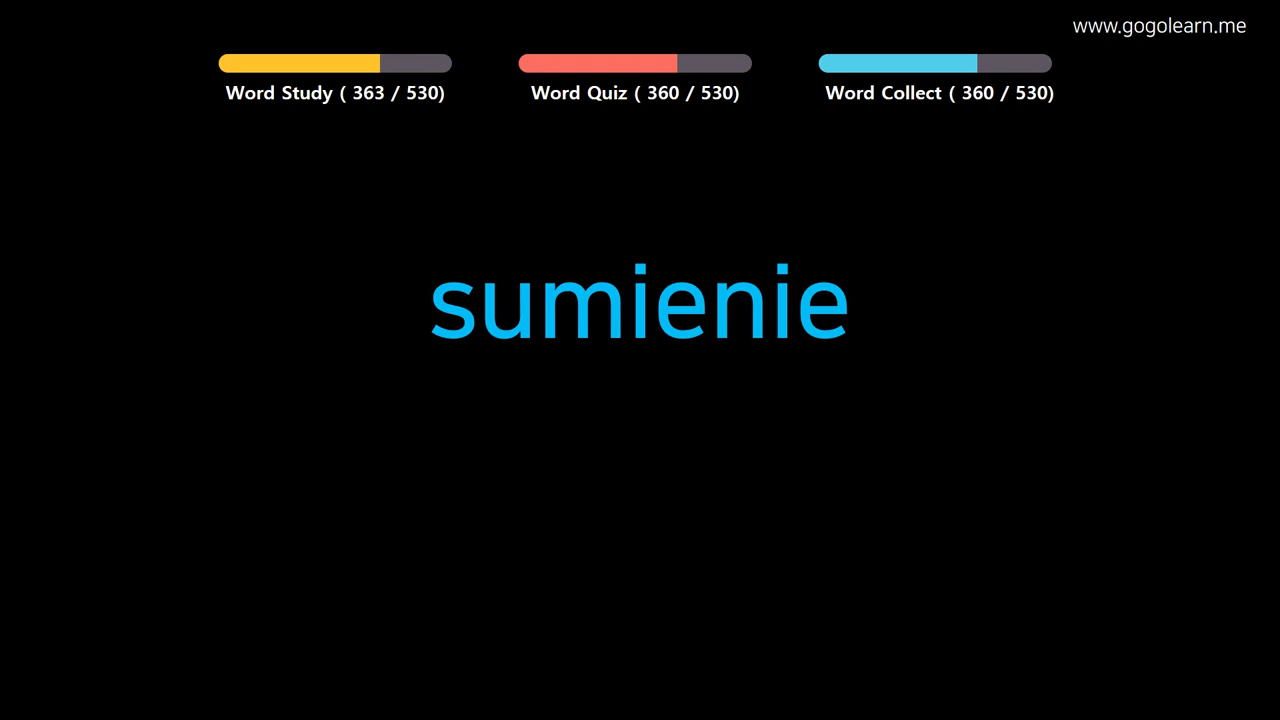 www.gogolearn.me
Word Study ( 363 / 530)
Word Quiz ( 360 / 530)
Word Collect ( 360 / 530)
sumienie